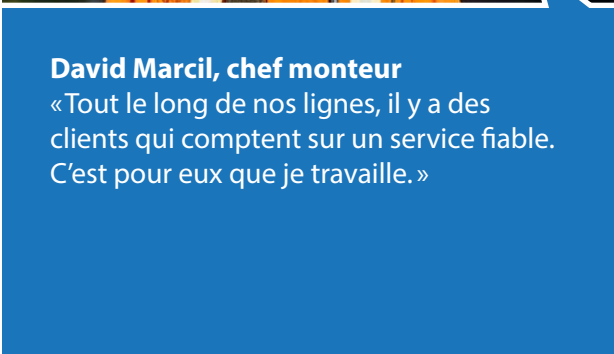 David Marcil, chef monteur
« Tout le long de nos lignes, il y a des
clients qui comptent sur un service fiable.
C’est pour eux que je travaille. »